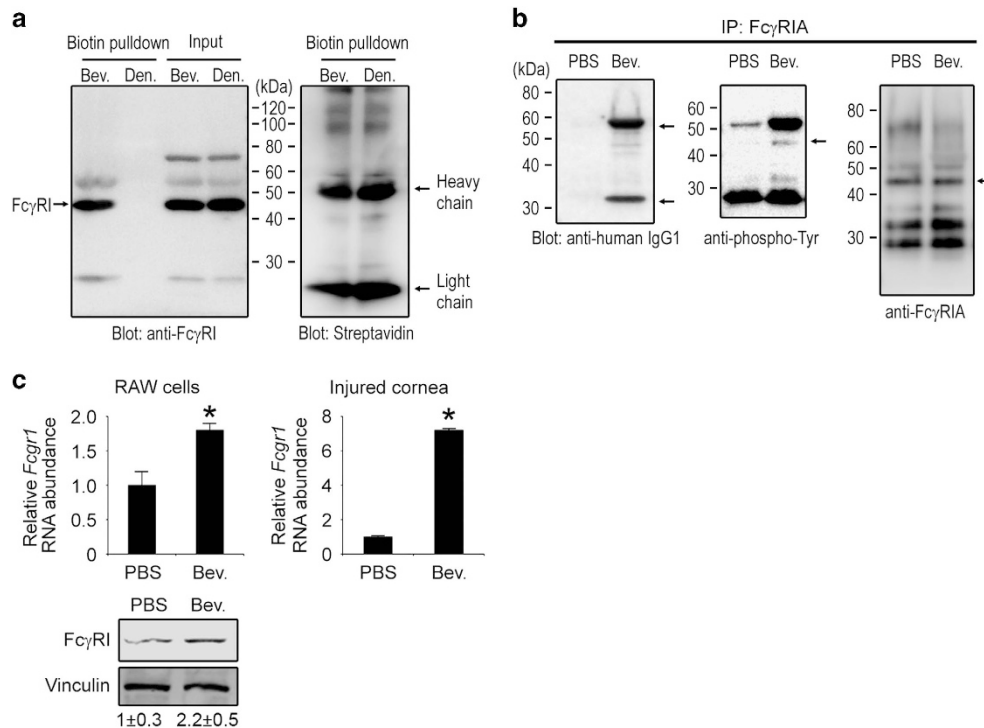 a
Biotin pulldown Input Biotin pulldown
Bev. Den. Bev. Den. (kDa) Bev. Den.
120
100
80
60
50
40
30
FcγRI
Heavy chain
Light chain
Blot: anti-FcγRI Blot: Streptavidin
b
IP: FcγRIA
(kDa) PBS Bev. PBS Bev. PBS Bev.
80
60
50
40
30
60
50
40
30
80
60
50
40
30
Blot: anti-human IgG1 anti-phospho-Tyr
anti-FcγRIA
c
RAW cells
Relative Fcgr1
RNA abundance
2.0
1.5
1.0
0.5
0
*
PBS Bev.
Injured cornea
Relative Fcgr1
RNA abundance
8
6
4
2
0
*
PBS Bev.
PBS Bev.
FcγRI
Vinculin
1±0.3 2.2±0.5